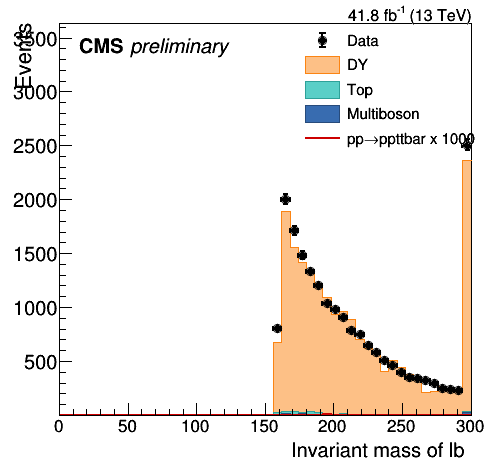 41.8 fb⁻¹ (13 TeV)
CMS preliminary
Data
DY
Top
Multiboson
pp→ppttbar x 1000
Events
3500
3000
2500
2000
1500
1000
500
0 50 100 150 200 250 300
Invariant mass of lb